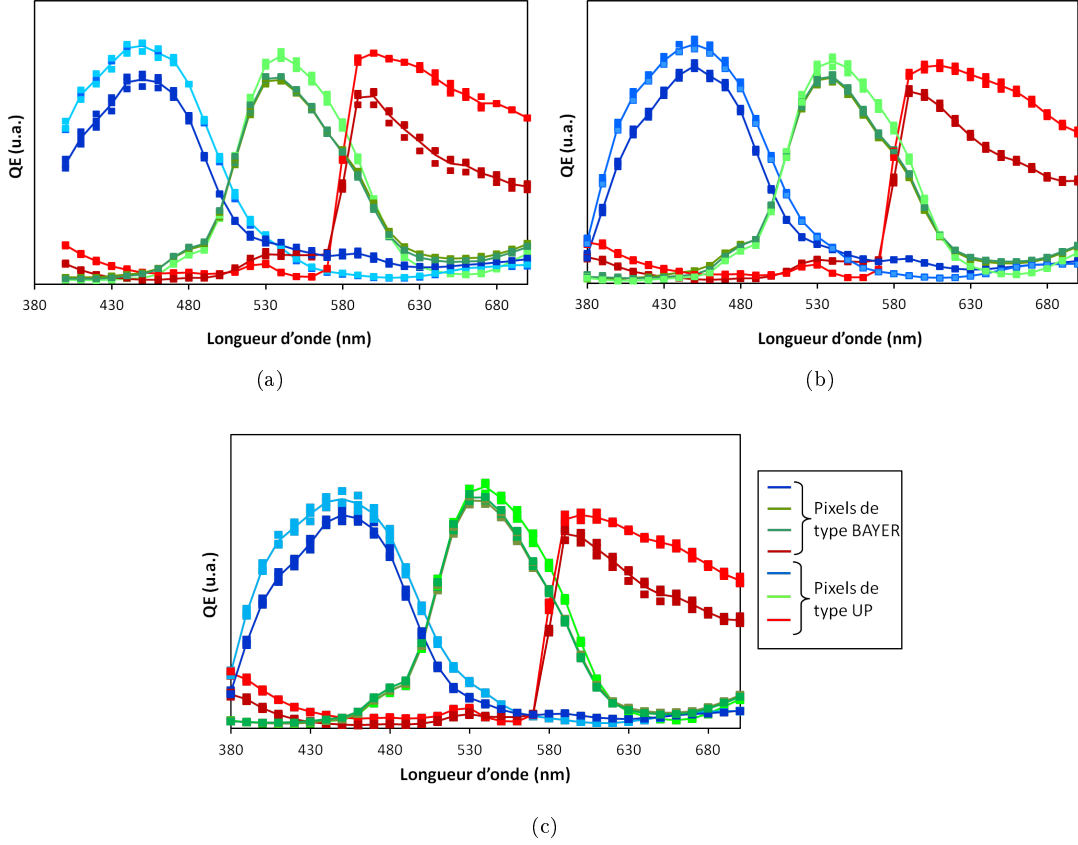 QE (u.a.)
380 430 480 530 580 630 680
Longueur d'onde (nm)
(a)
QE (u.a.)
380 430 480 530 580 630 680
Longueur d'onde (nm)
(b)
QE (u.a.)
380 430 480 530 580 630 680
Longueur d'onde (nm)
(c)
Pixels de
type BAYER
Pixels de
type UP